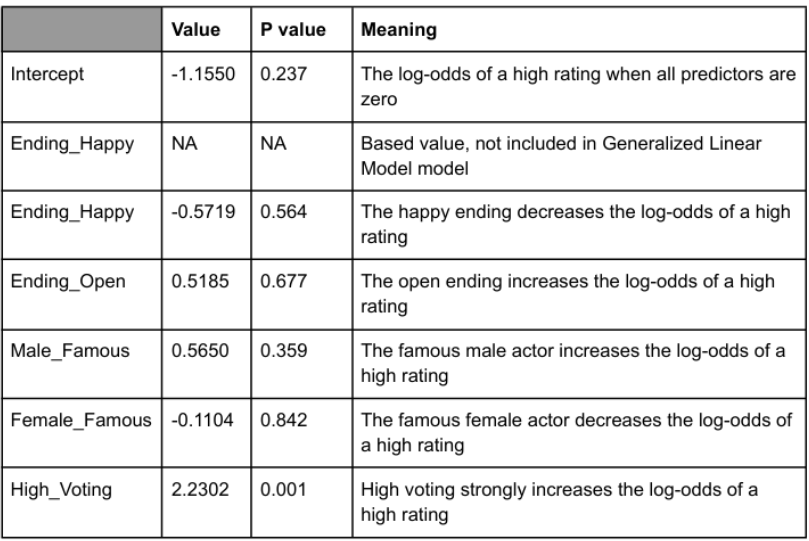 Value P value Meaning
Intercept -1.1550 0.237 The log-odds of a high rating when all predictors are
zero
Ending_Happy NA NA Based value, not included in Generalized Linear
Model model
Ending_Happy -0.5719 0.564 The happy ending decreases the log-odds of a high
rating
Ending_Open 0.5185 0.677 The open ending increases the log-odds of a high
rating
Male_Famous 0.5650 0.359 The famous male actor increases the log-odds of a
high rating
Female_Famous -0.1104 0.842 The famous female actor decreases the log-odds of
a high rating
High_Voting 2.2302 0.001 High voting strongly increases the log-odds of a
high rating